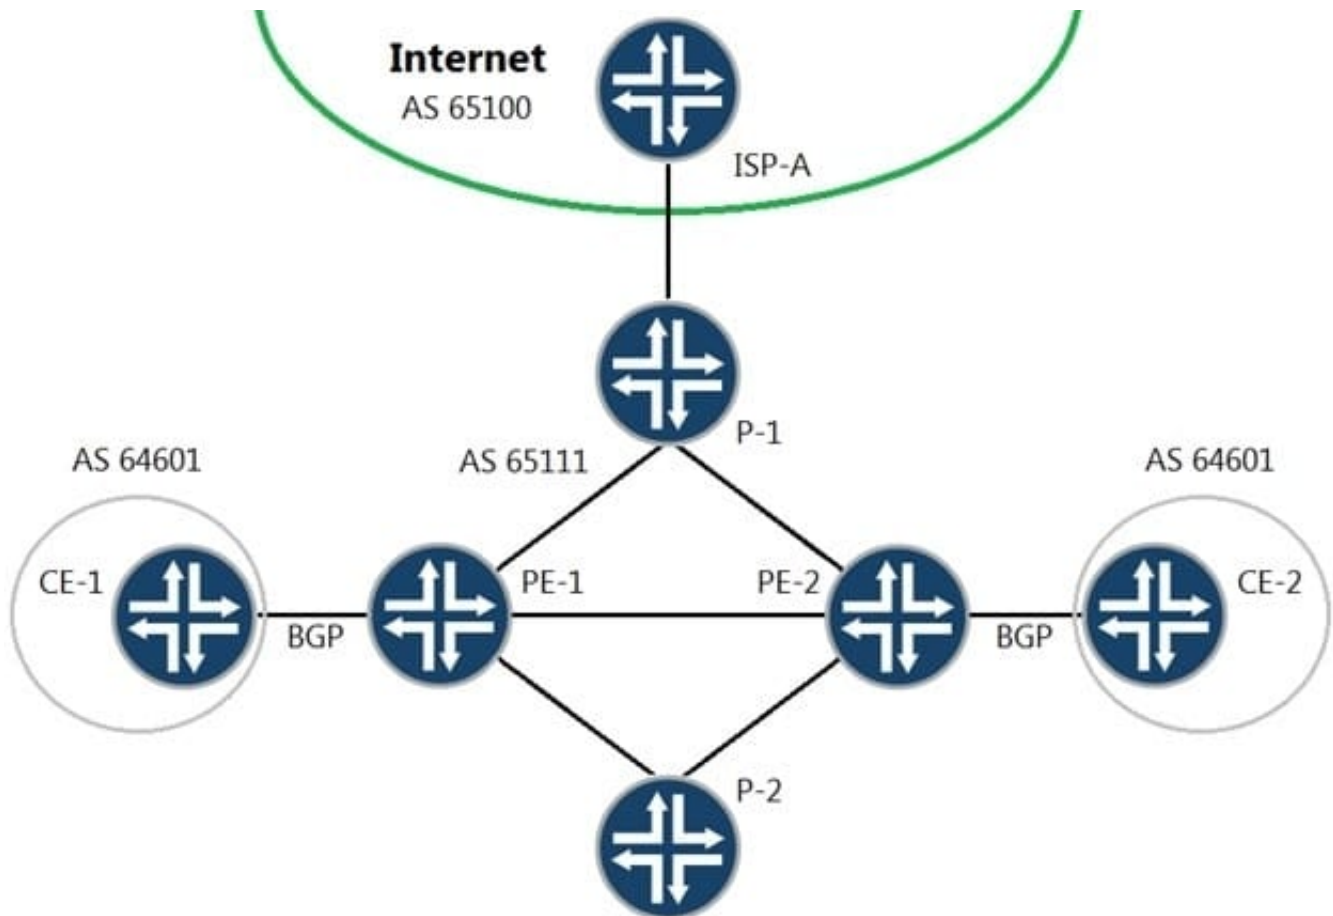 Internet
AS 65100
ISP-A
P-1
AS 64601
AS 65111
AS 64601
CE-1
PE-1
PE-2
CE-2
BGP
BGP
P-2